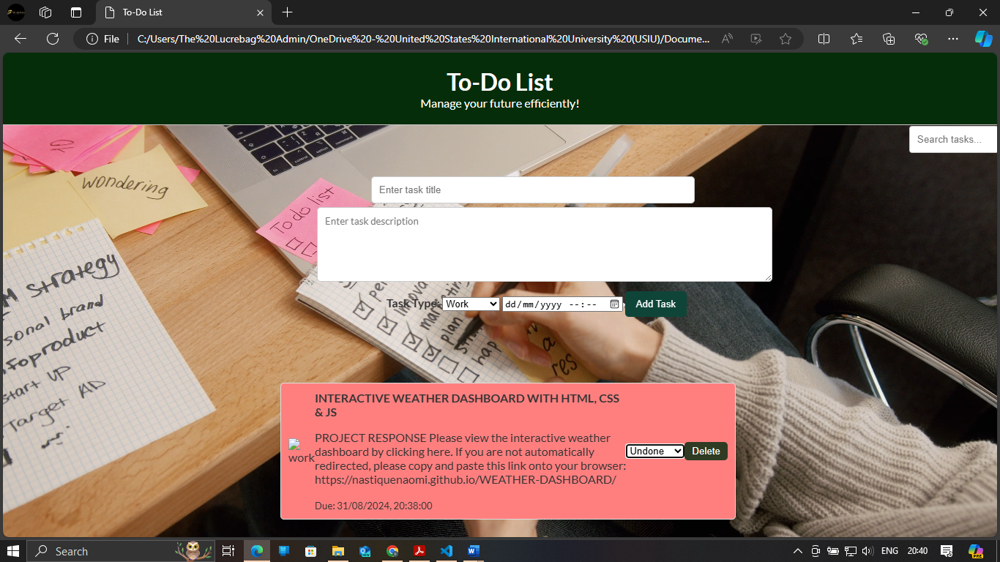 To-Do List
File
C:/Users/The%20Lucrebag%20Admin/OneDrive%20-%20United%20States%20International%20University%20(USIU)/Docume...
To-Do List
Manage your future efficiently!
Search tasks...
wondering
To do list
Enter task title
Enter task description
strategy
sonal brand
foproduct
start UP
Target AD
marketing
plan
Task Type:
Work
dd/mm/yyyy --:--
Add Task
work
INTERACTIVE WEATHER DASHBOARD WITH HTML, CSS
& JS
PROJECT RESPONSE Please view the interactive weather
dashboard by clicking here. If you are not automatically
redirected, please copy and paste this link onto your browser:
https://nastiquenaomi.github.io/WEATHER-DASHBOARD/
Due: 31/08/2024, 20:38:00
Undone
Delete
Search
ENG
20:40
PRE